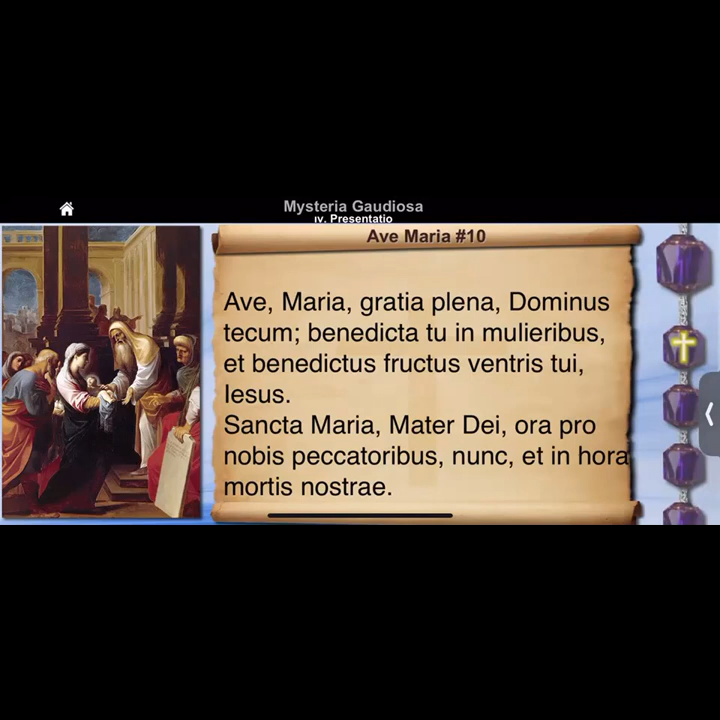 Mysteria Gaudiosa
IV. Presentatio
Ave Maria #10
Ave, Maria, gratia plena, Dominus
tecum; benedicta tu in mulieribus,
et benedictus fructus ventris tui,
Iesus.
Sancta Maria, Mater Dei, ora pro
nobis peccatoribus, nunc, et in hora
mortis nostrae.